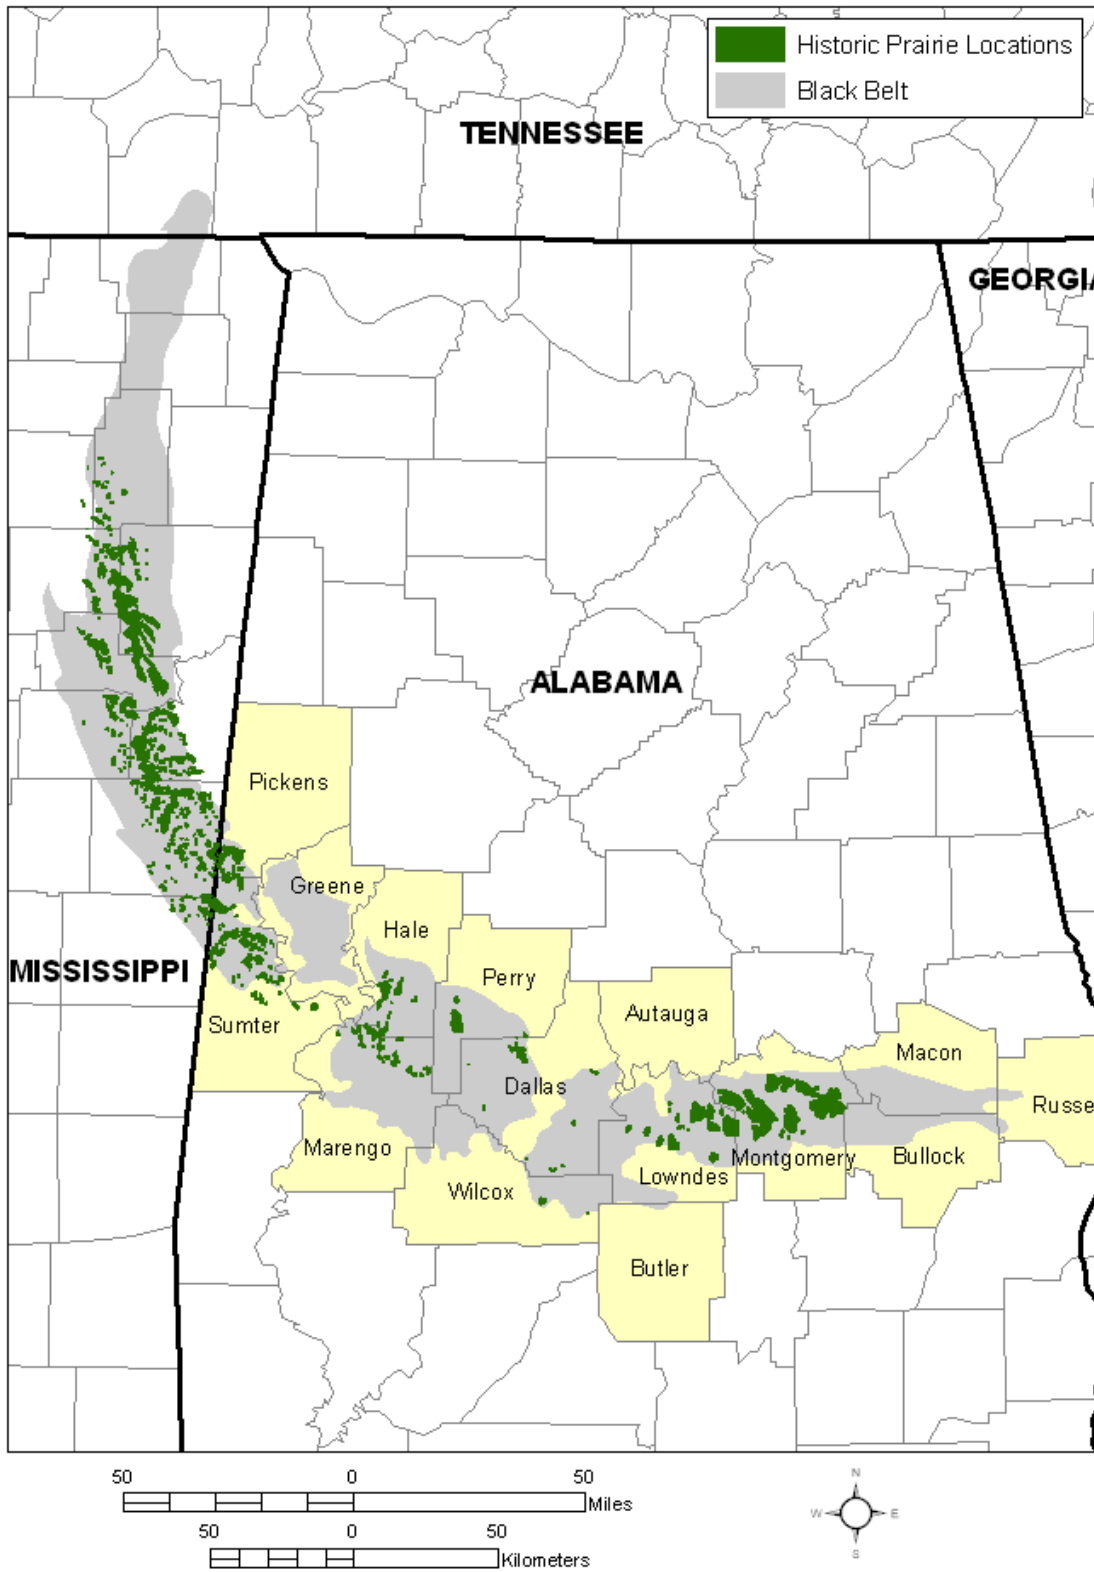 Historic Prairie Locations
Black Belt
TENNESSEE
GEORGIA
ALABAMA
Pickens
Greene
Hale
MISSISSIPPI
Perry
Sumter
Autauga
Macon
Dallas
Russe
Marengo
Lowndes
Montgomery
Bullock
Wilcox
Butler
50 0 50
Miles
50 0 50
Kilometers
N
W E
S